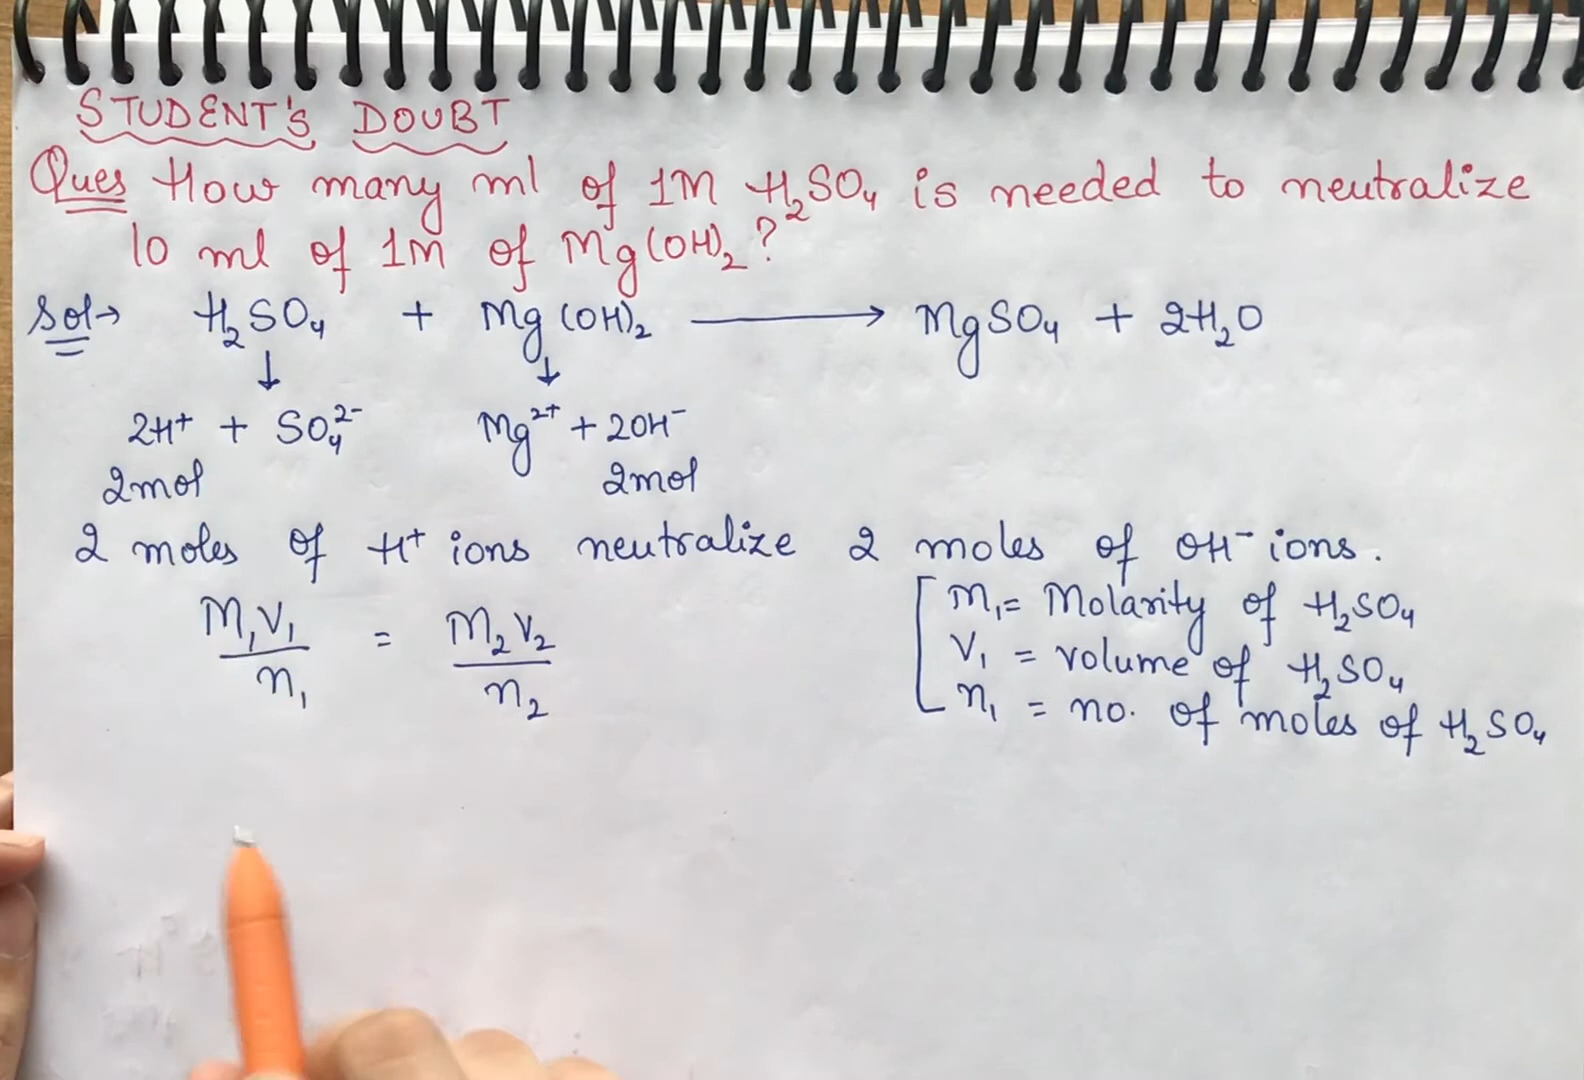 STUDENT'S DOUBT
Ques How many ml of 1M H₂SO₄ is needed to neutralize
10 ml of 1M of Mg(OH)₂?
Sol→ H₂SO₄ + Mg(OH)₂ ⟶ MgSO₄ + 2H₂O
↓ ↓
2H⁺ + SO₄²⁻ Mg²⁺ + 2OH⁻
2mol 2mol
2 moles of H⁺ ions neutralize 2 moles of OH⁻ ions.
M₁V₁/n₁ = M₂V₂/n₂
[M₁ = Molarity of H₂SO₄
V₁ = volume of H₂SO₄
n₁ = no. of moles of H₂SO₄